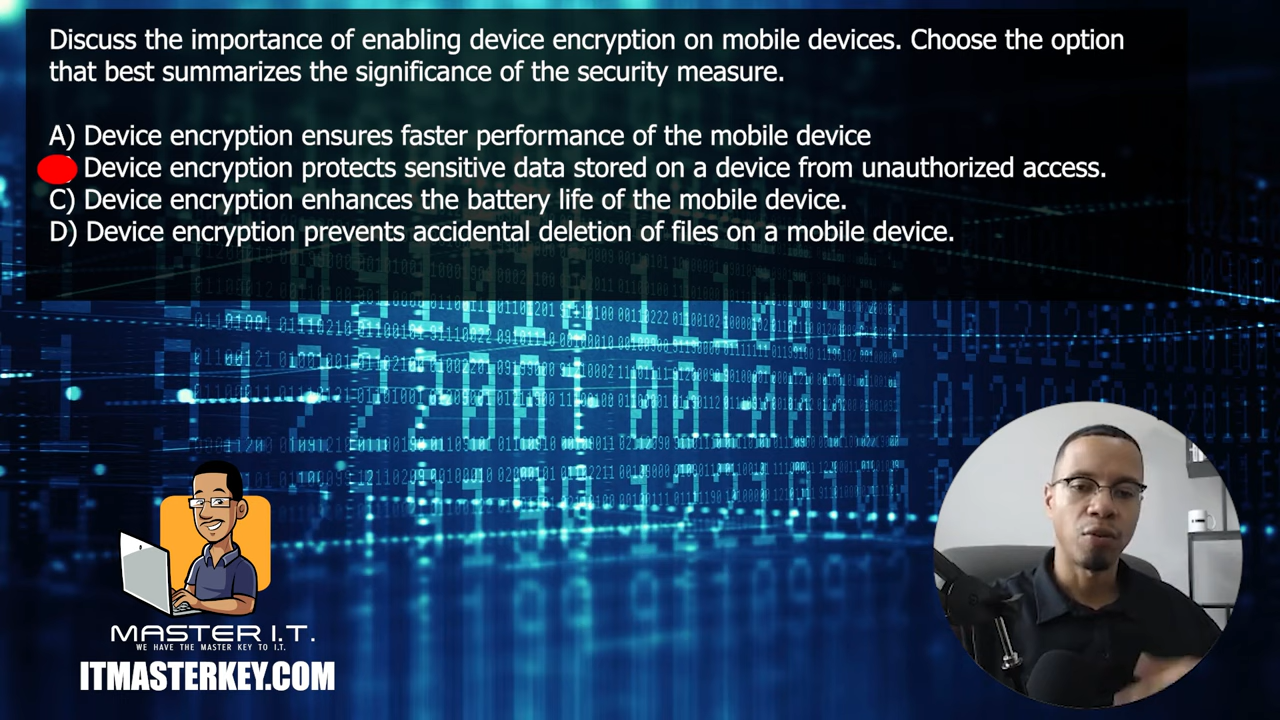 Discuss the importance of enabling device encryption on mobile devices. Choose the option
that best summarizes the significance of the security measure.
A) Device encryption ensures faster performance of the mobile device
Device encryption protects sensitive data stored on a device from unauthorized access.
C) Device encryption enhances the battery life of the mobile device.
D) Device encryption prevents accidental deletion of files on a mobile device.
MASTER I.T.
WE HAVE THE MASTER KEY TO I.T.
ITMASTERKEY.COM